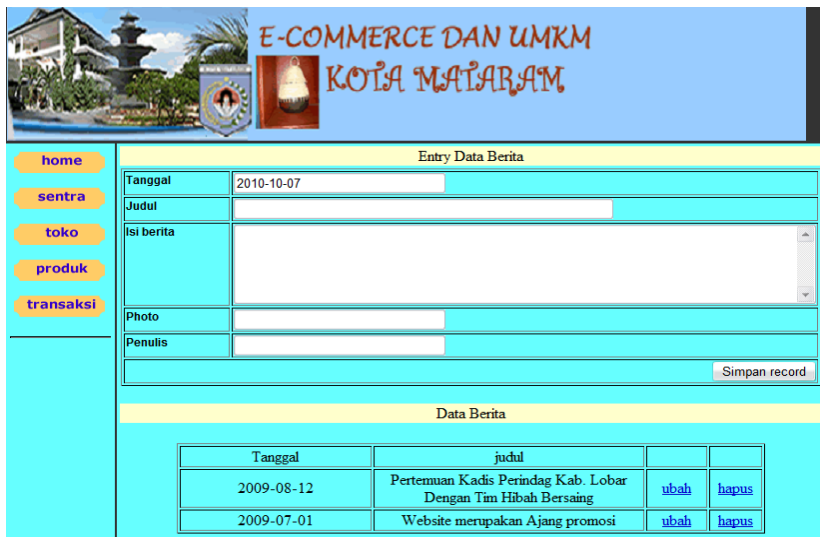 E-COMMERCE DAN UMKM
KOTA MATARAM
home
sentra
toko
produk
transaksi
Entry Data Berita
Tanggal 2010-10-07
Judul
Isi berita
Photo
Penulis
Simpan record
Data Berita
Tanggal judul
2009-08-12 Pertemuan Kadis Perindag Kab. Lobar Dengan Tim Hibah Bersaing ubah hapus
2009-07-01 Website merupakan Ajang promosi ubah hapus